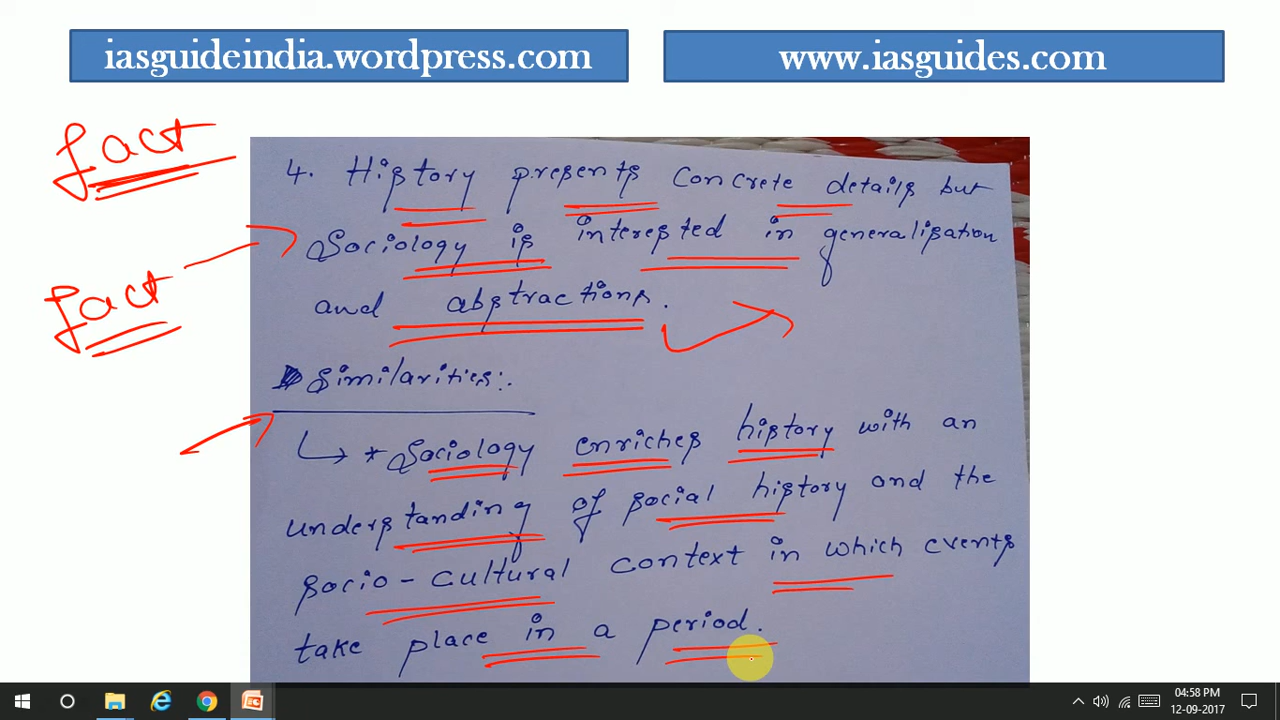 iasguideindia.wordpress.com
www.iasguides.com
fact
4. History presents concrete details but
Sociology is interested in generalisation
and abstractions.
fact
Similarities:.
* Sociology enriches history with an
understanding of social history and the
socio-cultural context in which events
take place in a period.
04:58 PM
12-09-2017